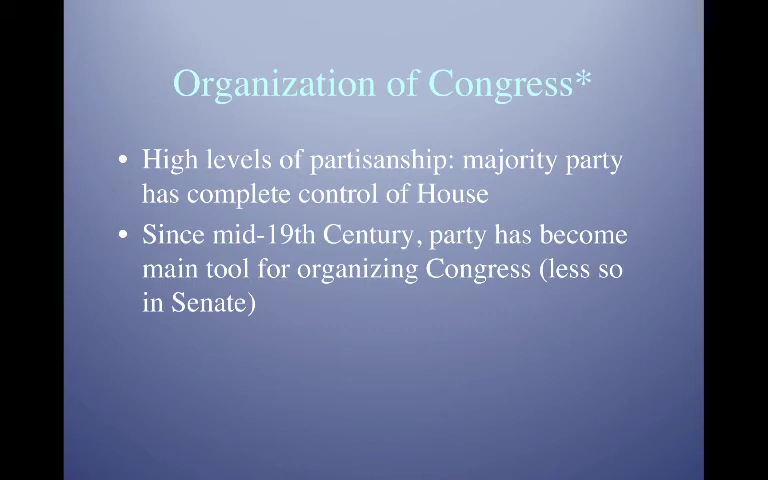 Organization of Congress*
• High levels of partisanship: majority party
has complete control of House
• Since mid-19th Century, party has become
main tool for organizing Congress (less so
in Senate)